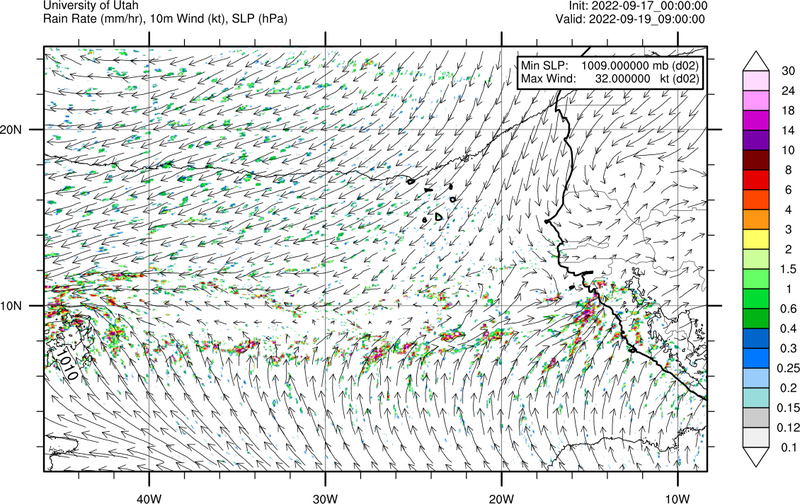 University of Utah
Init: 2022-09-17_00:00:00
Rain Rate (mm/hr), 10m Wind (kt), SLP (hPa)
Valid: 2022-09-19_09:00:00
Min SLP: 1009.000000 mb (d02)
Max Wind: 32.000000 kt (d02)
20N
10N
1010
40W
30W
20W
10W
30
24
18
14
10
8
6
4
3
2
1.5
1
0.6
0.4
0.3
0.25
0.2
0.15
0.12
0.1